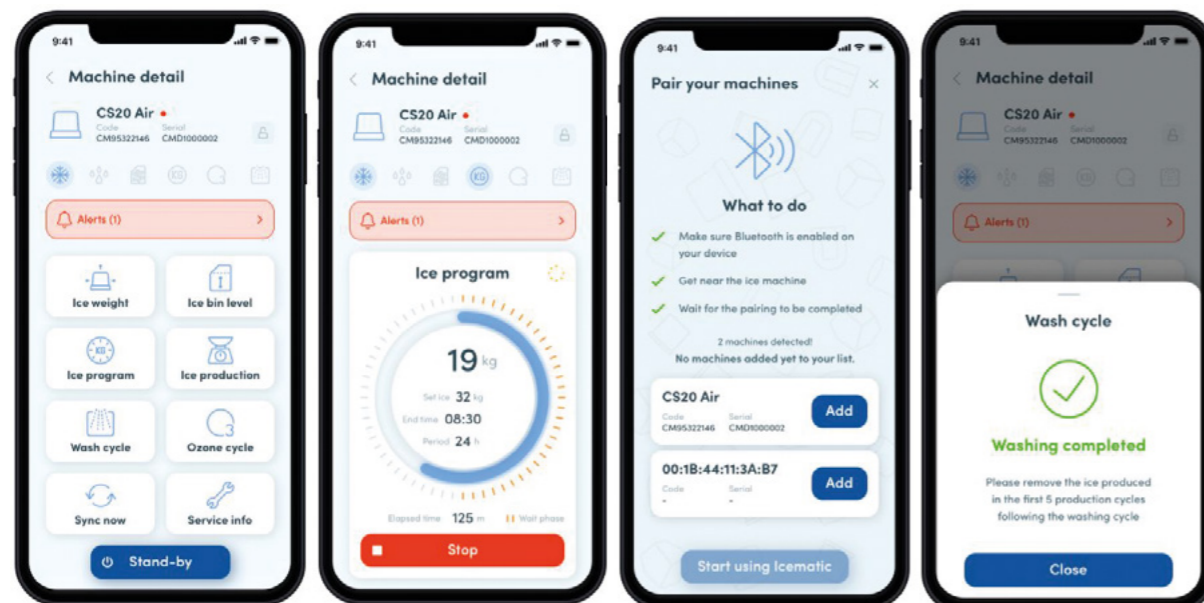 9:41
Machine detail
CS20 Air
Code Serial
CM95322146 CMD1000002
KG
Alerts (1)
Ice weight Ice bin level
KG
Ice program Ice production
3
Wash cycle Ozone cycle
Sync now Service info
Stand-by
9:41
Machine detail
CS20 Air
Code Serial
CM95322146 CMD1000002
KG
Alerts (1)
Ice program
19 kg
Set ice 32 kg
End time 08:30
Period 24 h
Elapsed time 125 m Wait phase
Stop
9:41
Pair your machines
What to do
Make sure Bluetooth is enabled on
your device
Get near the ice machine
Wait for the pairing to be completed
2 machines detected!
No machines added yet to your list.
CS20 Air
Code Serial
CM95322146 CMD1000002
Add
00:1B:44:11:3A:B7
Code Serial
- -
Add
Start using Icematic
9:41
Machine detail
CS20 Air
Code Serial
CM95322146 CMD1000002
KG
Alerts (1)
Wash cycle
Washing completed
Please remove the ice produced
in the first 5 production cycles
following the washing cycle
Close